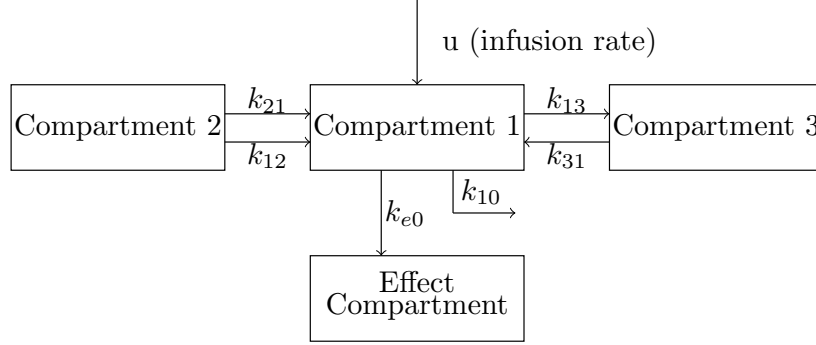 u (infusion rate)
Compartment 2
k₂₁
k₁₂
Compartment 1
k₁₃
k₃₁
Compartment 3
kₑ₀
k₁₀
Effect
Compartment